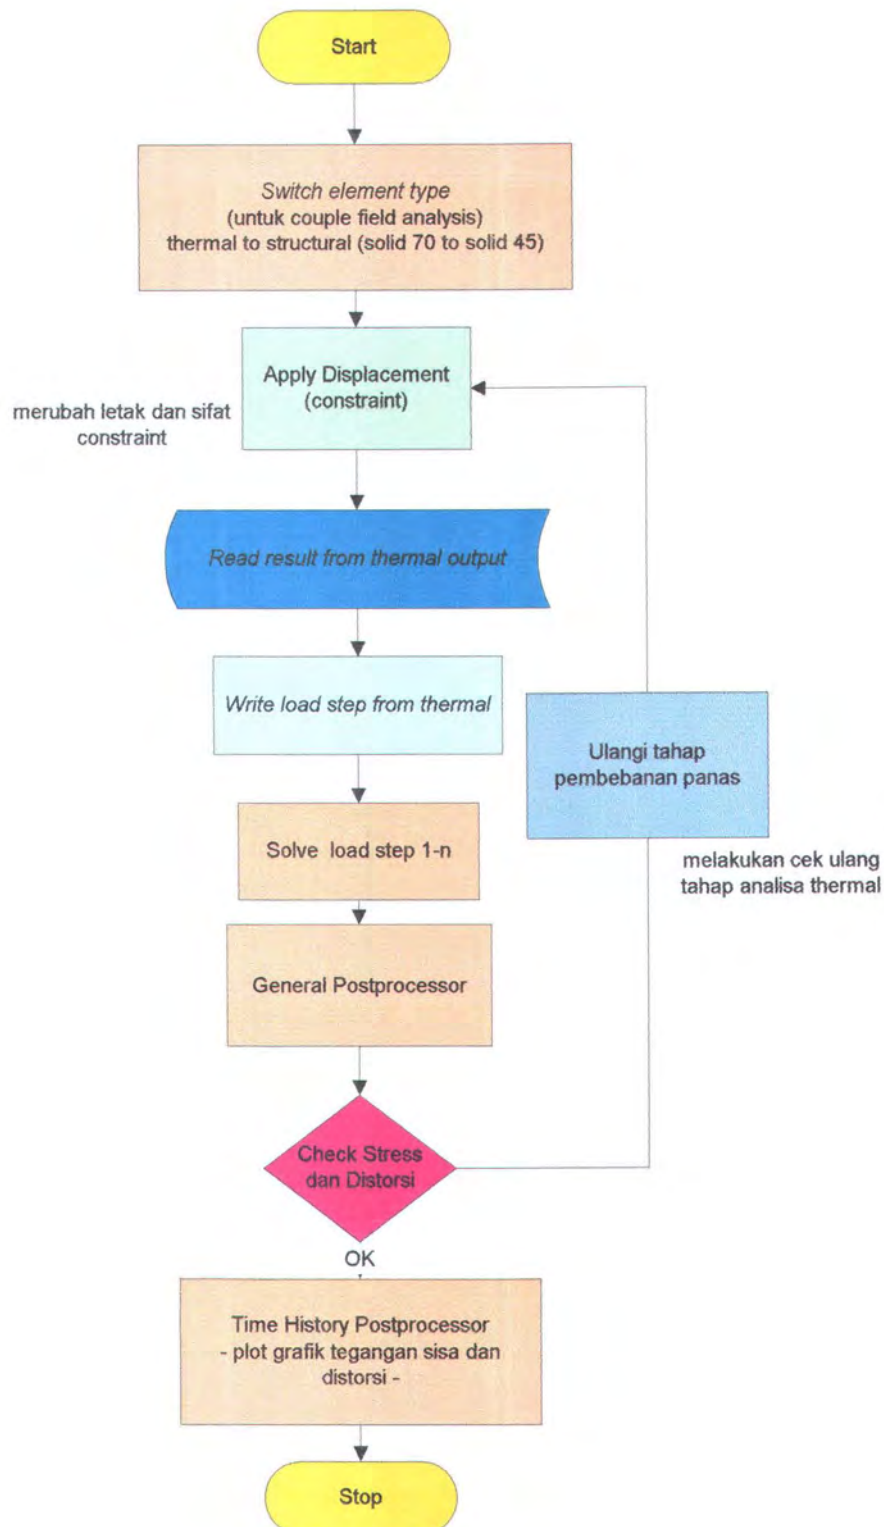 Start
Switch element type
(untuk couple field analysis)
thermal to structural (solid 70 to solid 45)
Apply Displacement
(constraint)
merubah letak dan sifat
constraint
Read result from thermal output
Write load step from thermal
Ulangi tahap
pembebanan panas
Solve load step 1-n
melakukan cek ulang
tahap analisa thermal
General Postprocessor
Check Stress
dan Distorsi
OK
Time History Postprocessor
- plot grafik tegangan sisa dan
distorsi -
Stop